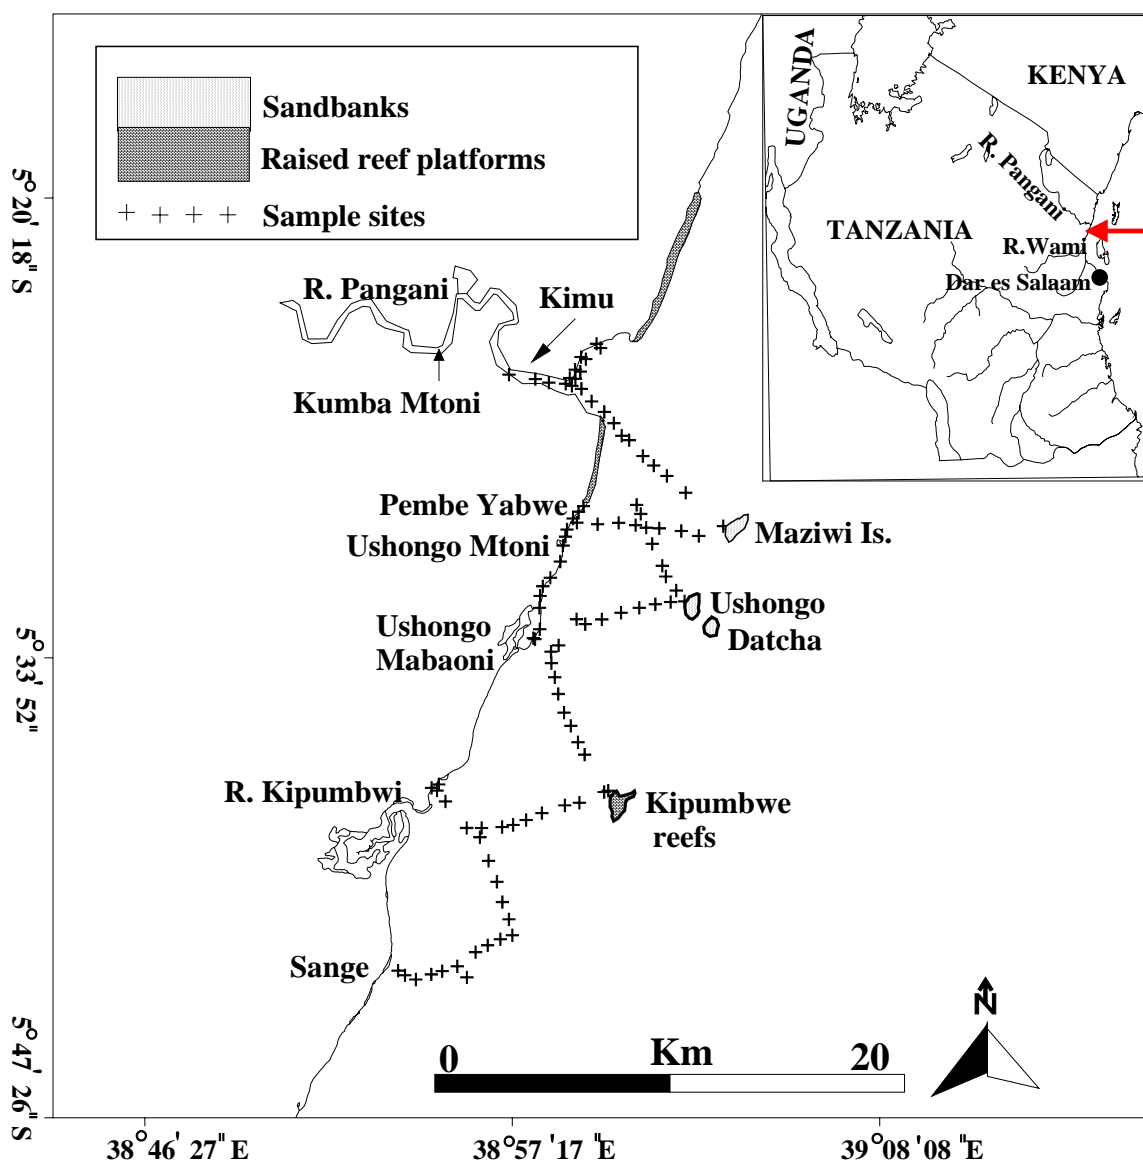 Sandbanks
Raised reef platforms
Sample sites
UGANDA
KENYA
R. Pangani
TANZANIA
R.Wami
Dar es Salaam
5° 20' 18" S
R. Pangani
Kimu
Kumba Mtoni
Pembe Yabwe
Ushongo Mtoni
Maziwi Is.
Ushongo
Datcha
Ushongo
Mabaoni
5° 33' 52"
R. Kipumbwi
Kipumbwe
reefs
Sange
N
0 Km 20
5° 47' 26" S
38° 46' 27" E
38° 57' 17" E
39° 08' 08" E